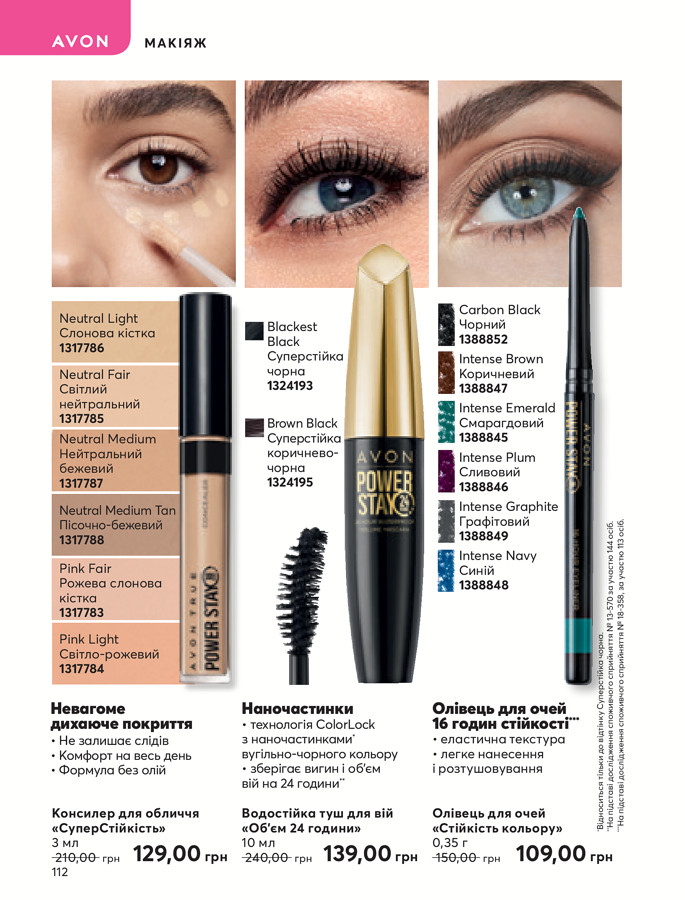 AVON
МАКІЯЖ
Neutral Light
Слонова кістка
1317786
Neutral Fair
Світлий
нейтральний
1317785
Neutral Medium
Нейтральний
бежевий
1317787
Neutral Medium Tan
Пісочно-бежевий
1317788
Pink Fair
Рожева слонова
кістка
1317783
Pink Light
Світло-рожевий
1317784
CONCEALER
AVON TRUE
POWER STAY
Blackest
Black
Суперстійка
чорна
1324193
Brown Black
Суперстійка
коричнево-
чорна
1324195
AVON
POWER
STAY 24
Carbon Black
Чорний
1388852
Intense Brown
Коричневий
1388847
Intense Emerald
Смарагдовий
1388845
Intense Plum
Сливовий
1388846
Intense Graphite
Графітовий
1388849
Intense Navy
Синій
1388848
AVON
POWER STAY
16 HOUR EYELINER
Невагоме
дихаюче покриття
• Не залишає слідів
• Комфорт на весь день
• Формула без олій
Консилер для обличчя
«СуперСтійкість»
3 мл
210,00 грн 129,00 грн
Наночастинки
• технологія ColorLock
з наночастинками*
вугільно-чорного кольору
• зберігає вигин і об'єм
вій на 24 години**
Водостійка туш для вій
«Об'єм 24 години»
10 мл
240,00 грн 139,00 грн
Олівець для очей
16 годин стійкості***
• еластична текстура
• легке нанесення
і розтушовування
Олівець для очей
«Стійкість кольору»
0,35 г
150,00 грн 109,00 грн
*Відноситься тільки до відтінку Суперстійка чорна.
**На підставі дослідження споживчого сприйняття № 13-570 за участю 144 осіб.
***На підставі дослідження споживчого сприйняття № 18-358, за участю 113 осіб.
112